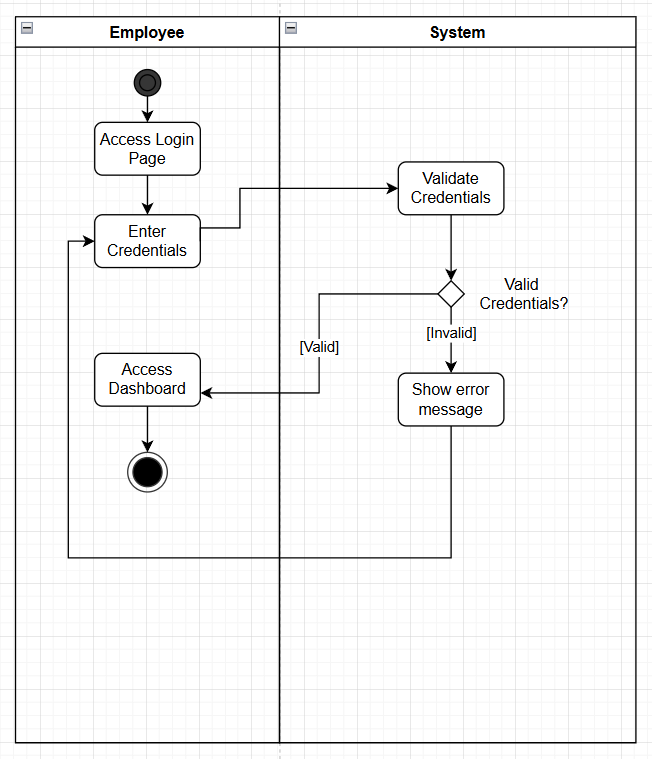 Employee
System
Access Login
Page
Validate
Credentials
Enter
Credentials
Valid
Credentials?
[Invalid]
[Valid]
Access
Dashboard
Show error
message